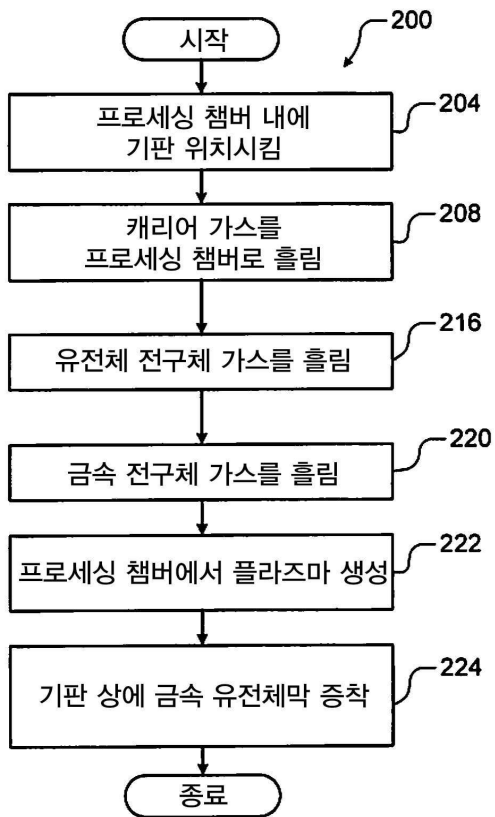 시작
200
프로세싱 챔버 내에
기판 위치시킴
204
캐리어 가스를
프로세싱 챔버로 흘림
208
유전체 전구체 가스를 흘림
216
금속 전구체 가스를 흘림
220
프로세싱 챔버에서 플라즈마 생성
222
기판 상에 금속 유전체막 증착
224
종료